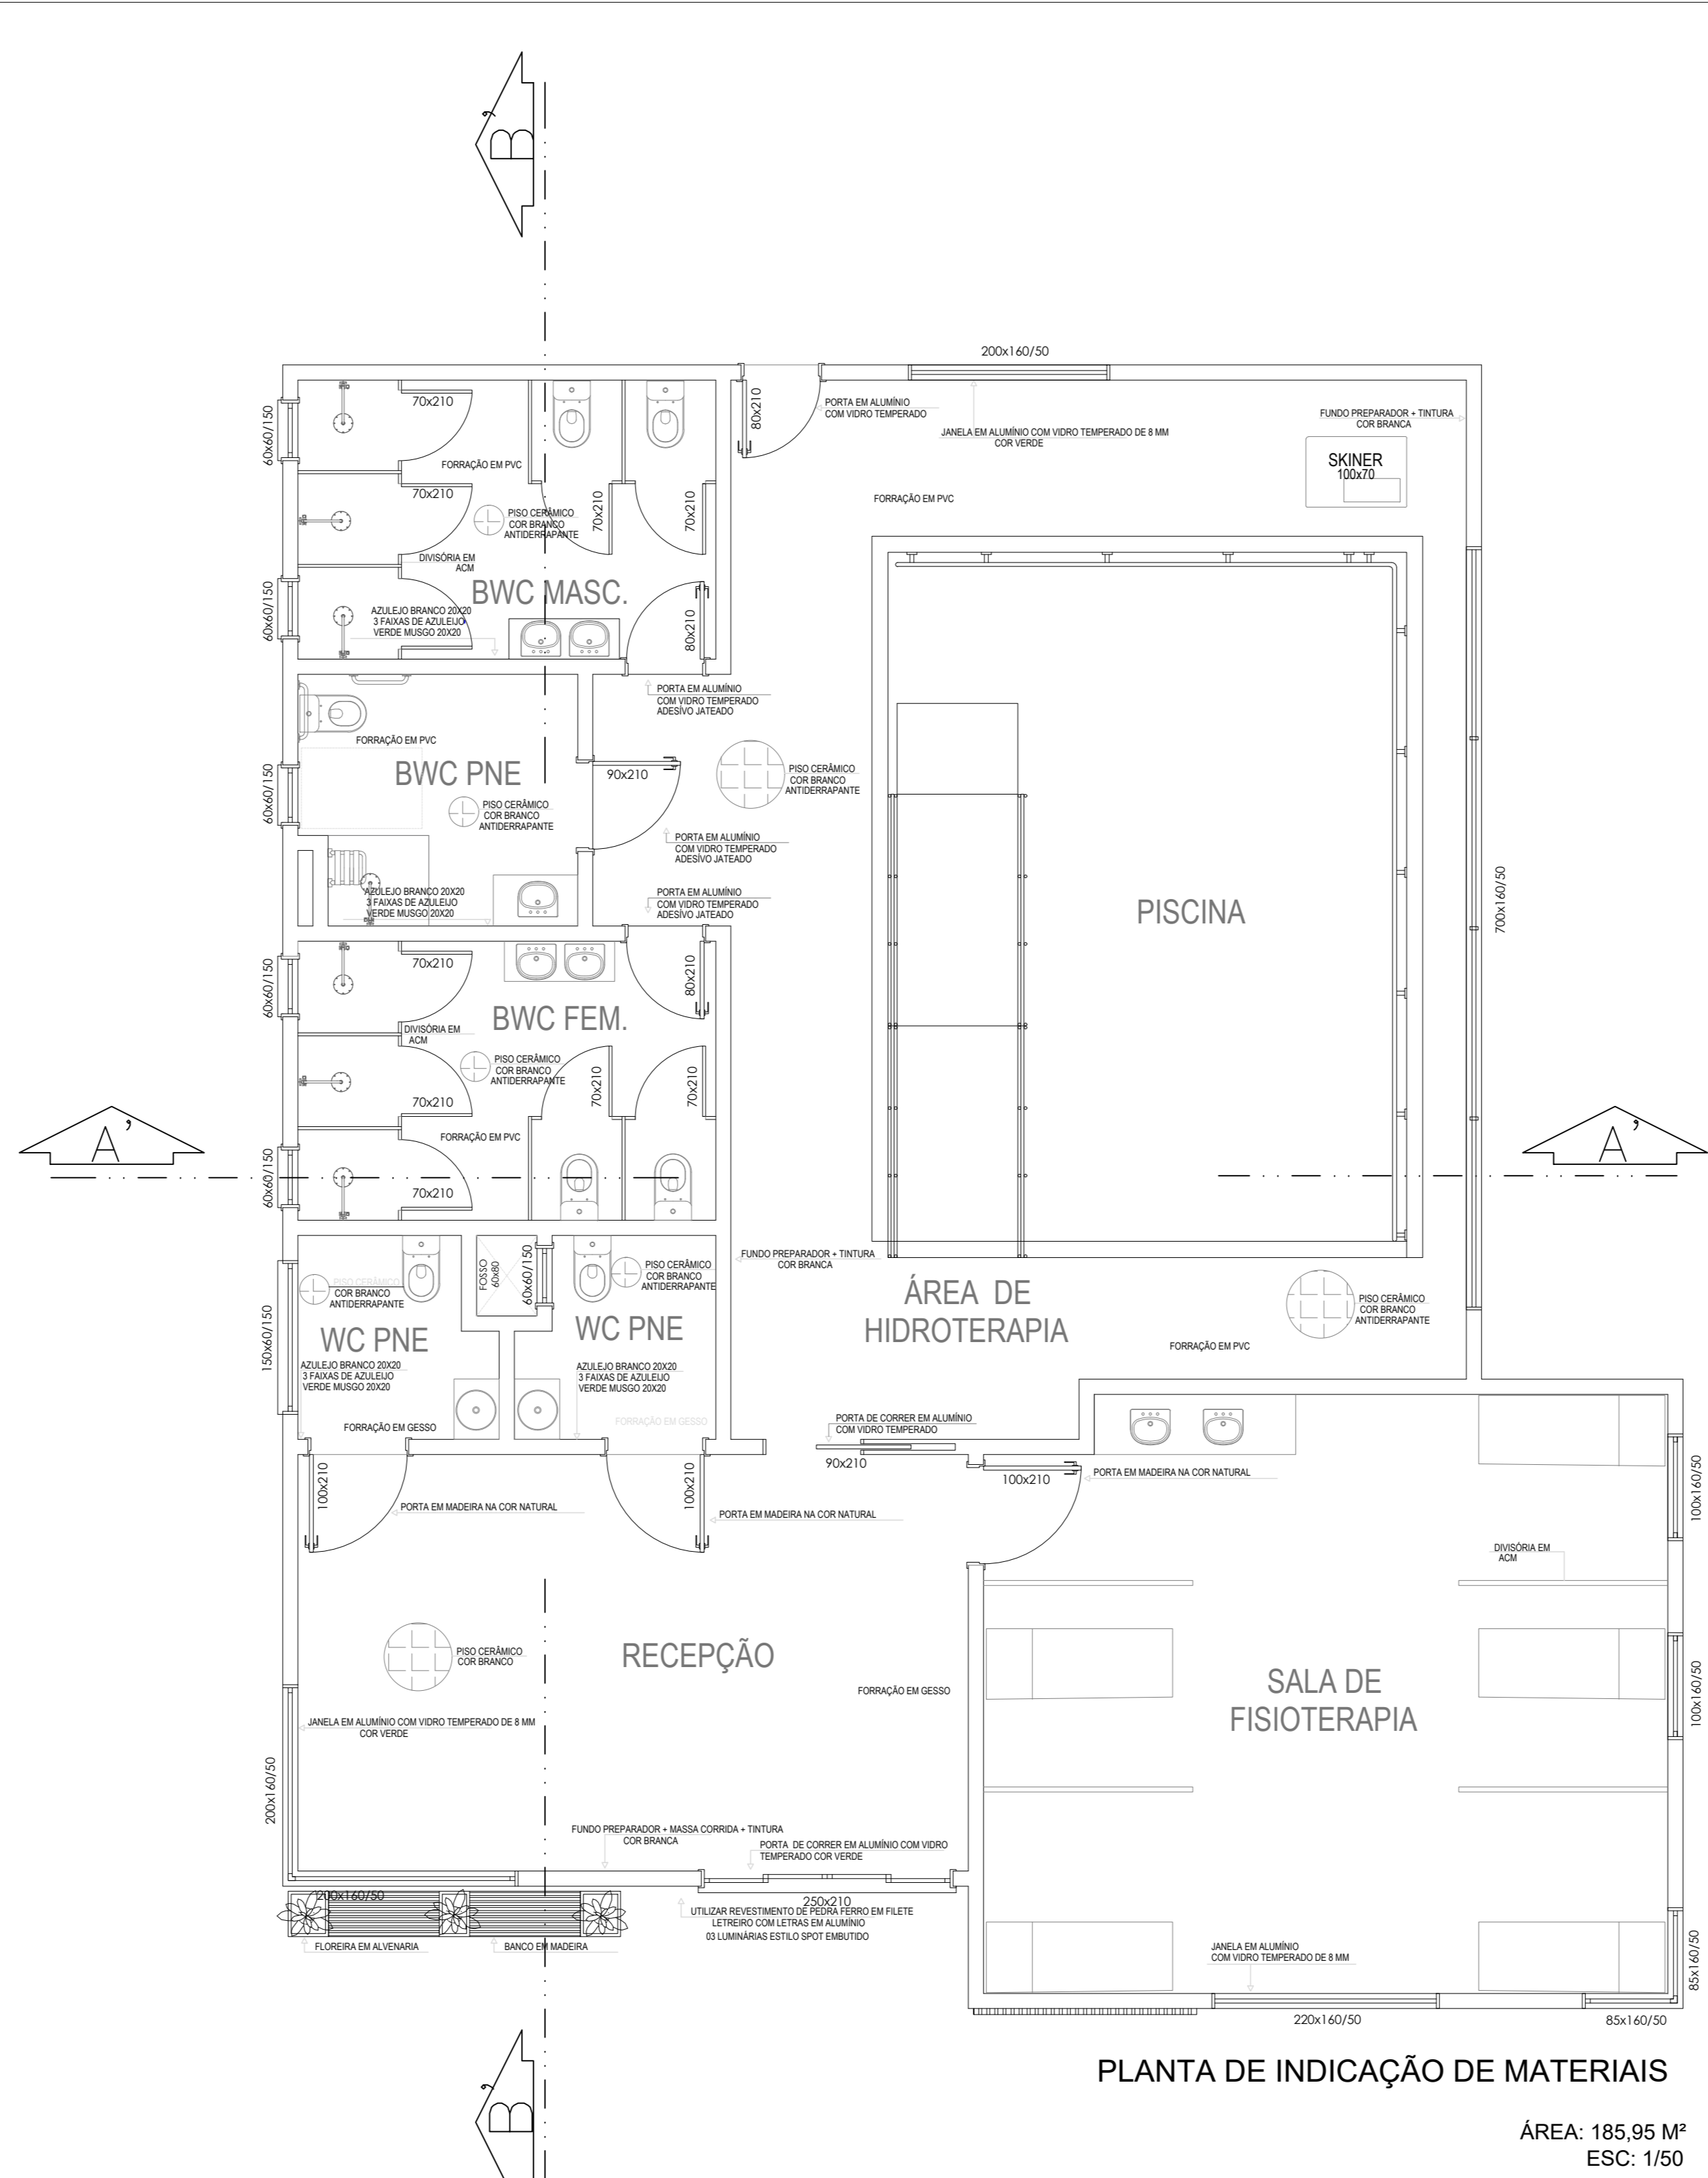 B'
200x160/50
60x60/150
70x210
80x210
PORTA EM ALUMÍNIO
COM VIDRO TEMPERADO
JANELA EM ALUMÍNIO COM VIDRO TEMPERADO DE 8 MM
COR VERDE
FUNDO PREPARADOR + TINTURA
COR BRANCA
SKINER
100x70
FORRAÇÃO EM PVC
FORRAÇÃO EM PVC
70x210
PISO CERÂMICO
COR BRANCO
ANTIDERRAPANTE
70x210
70x210
DIVISÓRIA EM
ACM
BWC MASC.
60x60/150
AZULEJO BRANCO 20X20
3 FAIXAS DE AZULEIJO
VERDE MUSGO 20X20
80x210
PORTA EM ALUMÍNIO
COM VIDRO TEMPERADO
ADESÍVO JATEADO
FORRAÇÃO EM PVC
BWC PNE
60x60/150
90x210
PISO CERÂMICO
COR BRANCO
ANTIDERRAPANTE
PISO CERÂMICO
COR BRANCO
ANTIDERRAPANTE
PORTA EM ALUMÍNIO
COM VIDRO TEMPERADO
ADESÍVO JATEADO
AZULEJO BRANCO 20X20
3 FAIXAS DE AZULEIJO
VERDE MUSGO 20X20
PORTA EM ALUMÍNIO
COM VIDRO TEMPERADO
ADESÍVO JATEADO
PISCINA
700x160/50
60x60/150
70x210
80x210
BWC FEM.
DIVISÓRIA EM
ACM
PISO CERÂMICO
COR BRANCO
ANTIDERRAPANTE
70x210
70x210
70x210
FORRAÇÃO EM PVC
A'
A'
60x60/150
70x210
FOSSO
60x80
60x60/150
PISO CERÂMICO
COR BRANCO
ANTIDERRAPANTE
PISO CERÂMICO
COR BRANCO
ANTIDERRAPANTE
FUNDO PREPARADOR + TINTURA
COR BRANCA
ÁREA DE
HIDROTERAPIA
PISO CERÂMICO
COR BRANCO
ANTIDERRAPANTE
FORRAÇÃO EM PVC
150x60/150
WC PNE
WC PNE
AZULEJO BRANCO 20X20
3 FAIXAS DE AZULEIJO
VERDE MUSGO 20X20
AZULEJO BRANCO 20X20
3 FAIXAS DE AZULEIJO
VERDE MUSGO 20X20
FORRAÇÃO EM GESSO
FORRAÇÃO EM GESSO
PORTA DE CORRER EM ALUMÍNIO
COM VIDRO TEMPERADO
90x210
100x210
PORTA EM MADEIRA NA COR NATURAL
100x210
100x210
PORTA EM MADEIRA NA COR NATURAL
PORTA EM MADEIRA NA COR NATURAL
100x160/50
DIVISÓRIA EM
ACM
PISO CERÂMICO
COR BRANCO
RECEPÇÃO
FORRAÇÃO EM GESSO
SALA DE
FISIOTERAPIA
100x160/50
JANELA EM ALUMÍNIO COM VIDRO TEMPERADO DE 8 MM
COR VERDE
200x160/50
FUNDO PREPARADOR + MASSA CORRIDA + TINTURA
COR BRANCA
PORTA DE CORRER EM ALUMÍNIO COM VIDRO
TEMPERADO COR VERDE
200x160/50
250x210
UTILIZAR REVESTIMENTO DE PEDRA FERRO EM FILETE
LETREIRO COM LETRAS EM ALUMÍNIO
03 LUMINÁRIAS ESTILO SPOT EMBUTIDO
FLOREIRA EM ALVENARIA
BANCO EM MADEIRA
JANELA EM ALUMÍNIO
COM VIDRO TEMPERADO DE 8 MM
85x160/50
220x160/50
85x160/50
B'
PLANTA DE INDICAÇÃO DE MATERIAIS
ÁREA: 185,95 M²
ESC: 1/50